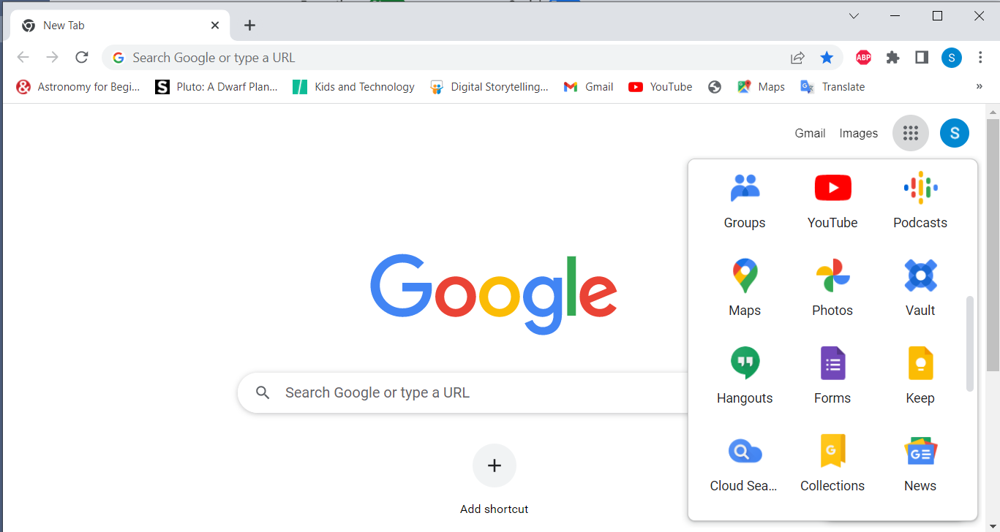 New Tab
Search Google or type a URL
ABP
S
Astronomy for Begi...
S
Pluto: A Dwarf Plan...
Kids and Technology
Digital Storytelling...
Gmail
YouTube
Maps
Translate
»
Gmail
Images
S
Google
Search Google or type a URL
Add shortcut
Groups
YouTube
Podcasts
Maps
Photos
Vault
Hangouts
Forms
Keep
Cloud Sea...
Collections
News